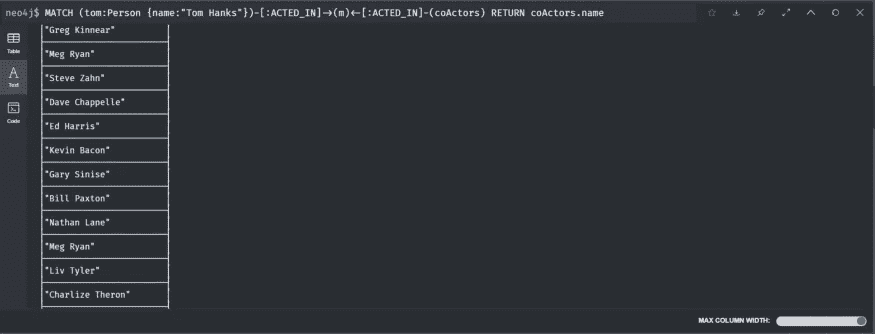 neo4j$ MATCH (tom:Person {name:"Tom Hanks"})-[:ACTED_IN]→(m)←[:ACTED_IN]-(coActors) RETURN coActors.name
"Greg Kinnear"
Table
"Meg Ryan"
"Steve Zahn"
A
Text
"Dave Chappelle"
"Ed Harris"
Code
"Kevin Bacon"
"Gary Sinise"
"Bill Paxton"
"Nathan Lane"
"Meg Ryan"
"Liv Tyler"
"Charlize Theron"
MAX COLUMN WIDTH: